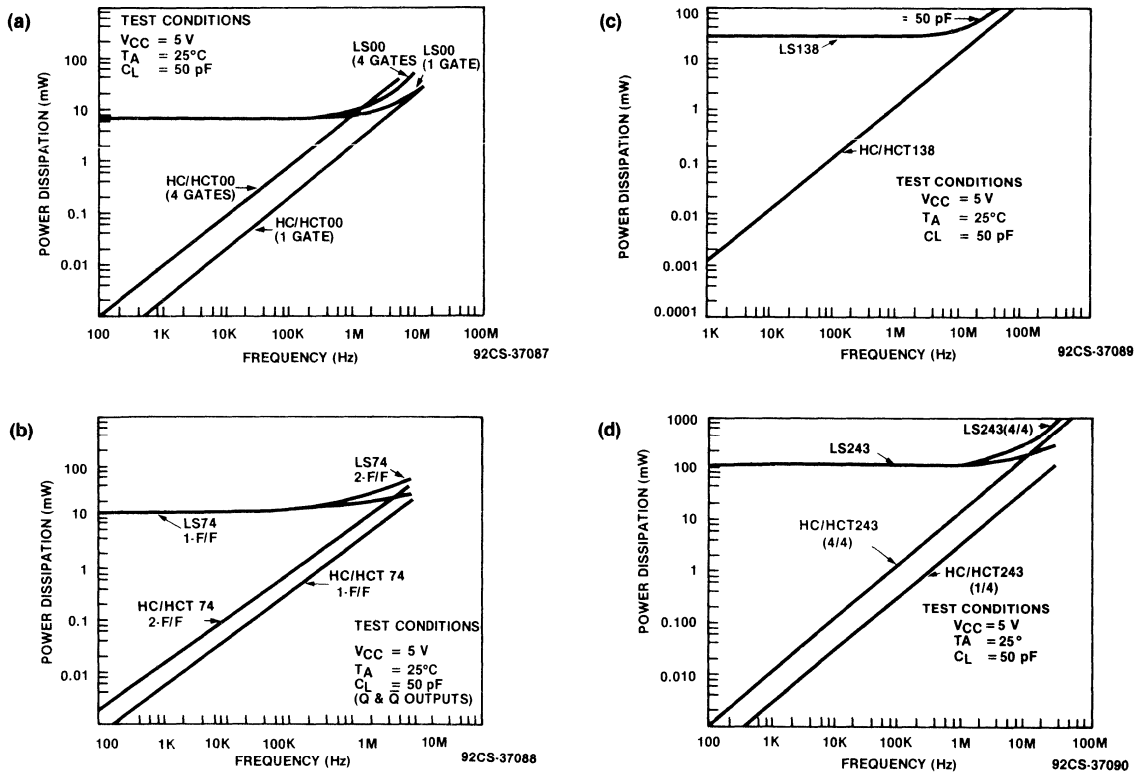 (a)
TEST CONDITIONS
VCC = 5 V
TA = 25°C
CL = 50 pF
LS00
(4 GATES)
LS00
(1 GATE)
HC/HCT00
(4 GATES)
HC/HCT00
(1 GATE)
POWER DISSIPATION (mW)
100
10
1
0.1
0.01
100 1K 10K 100K 1M 10M 100M
FREQUENCY (Hz)
92CS-37087
(c)
= 50 pF
LS138
HC/HCT138
TEST CONDITIONS
VCC = 5 V
TA = 25°C
CL = 50 pF
POWER DISSIPATION (mW)
100
10
1
0.1
0.01
0.001
0.0001
1K 10K 100K 1M 10M 100M
FREQUENCY (Hz)
92CS-37089
(b)
LS74
2-F/F
LS74
1-F/F
HC/HCT 74
1-F/F
HC/HCT 74
2-F/F
TEST CONDITIONS
VCC = 5 V
TA = 25°C
CL = 50 pF
(Q & Q̄ OUTPUTS)
POWER DISSIPATION (mW)
100
10
1
0.1
0.01
100 1K 10K 100K 1M 10M
FREQUENCY (Hz)
92CS-37088
(d)
LS243(4/4)
LS243
HC/HCT243
(4/4)
HC/HCT243
(1/4)
TEST CONDITIONS
VCC = 5 V
TA = 25°
CL = 50 pF
POWER DISSIPATION (mW)
1000
100
10
1
0.100
0.010
100 1K 10K 100K 1M 10M 100M
FREQUENCY (Hz)
92CS-37090